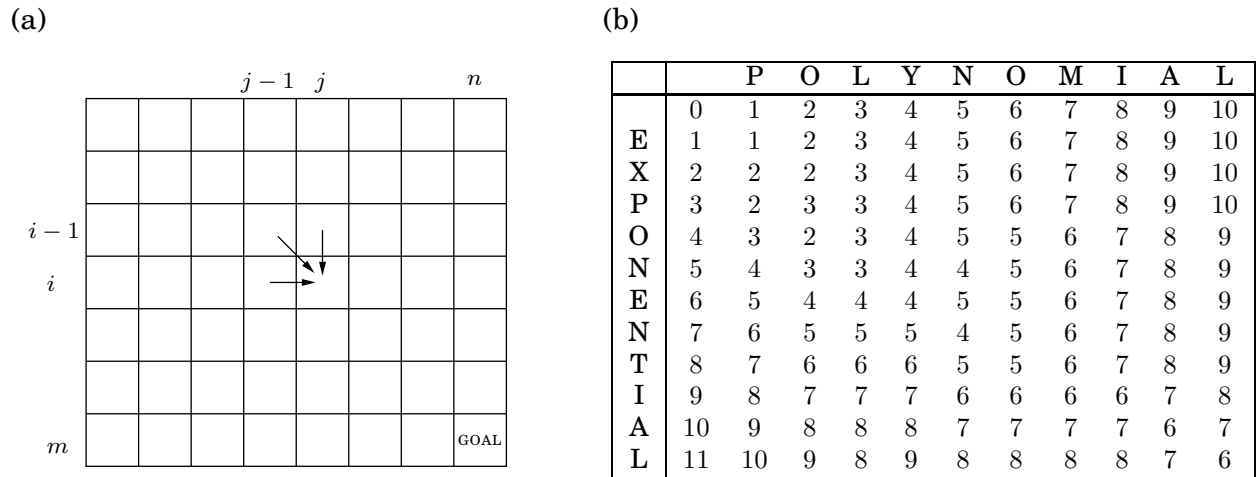 (a)
j − 1 j n
i − 1
i
m
GOAL
(b)
P O L Y N O M I A L
0 1 2 3 4 5 6 7 8 9 10
E 1 1 2 3 4 5 6 7 8 9 10
X 2 2 2 3 4 5 6 7 8 9 10
P 3 2 3 3 4 5 6 7 8 9 10
O 4 3 2 3 4 5 5 6 7 8 9
N 5 4 3 3 4 4 5 6 7 8 9
E 6 5 4 4 4 5 5 6 7 8 9
N 7 6 5 5 5 4 5 6 7 8 9
T 8 7 6 6 6 5 5 6 7 8 9
I 9 8 7 7 7 6 6 6 6 7 8
A 10 9 8 8 8 7 7 7 7 6 7
L 11 10 9 8 9 8 8 8 8 7 6